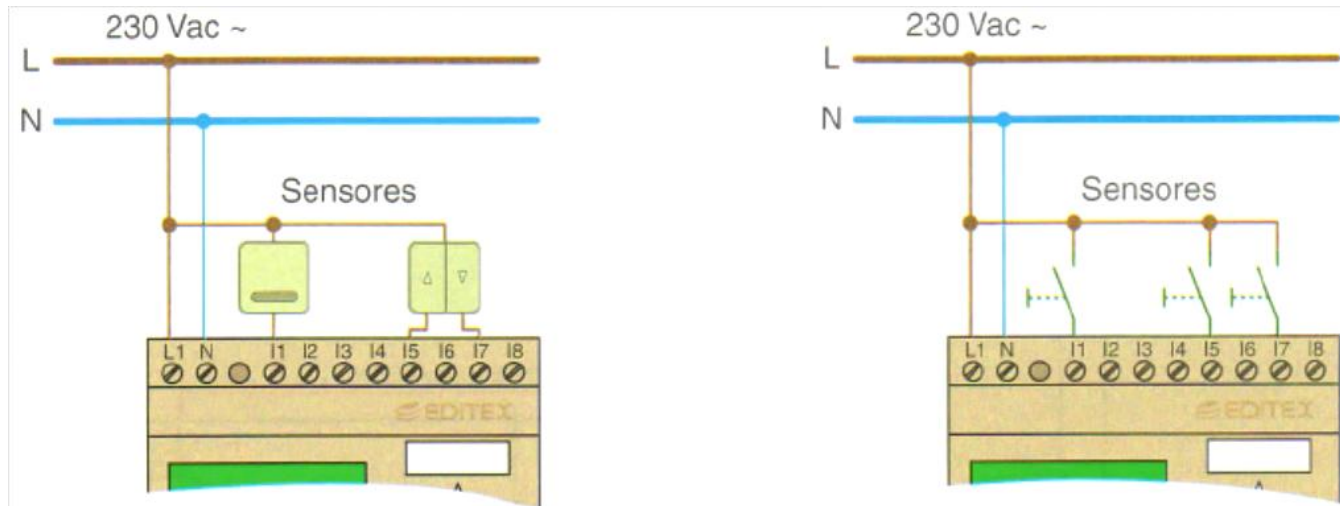 230 Vac ~
L
N
Sensores
△ ▽
L1 N I1 I2 I3 I4 I5 I6 I7 I8
EDITEX
230 Vac ~
L
N
Sensores
L1 N I1 I2 I3 I4 I5 I6 I7 I8
EDITEX